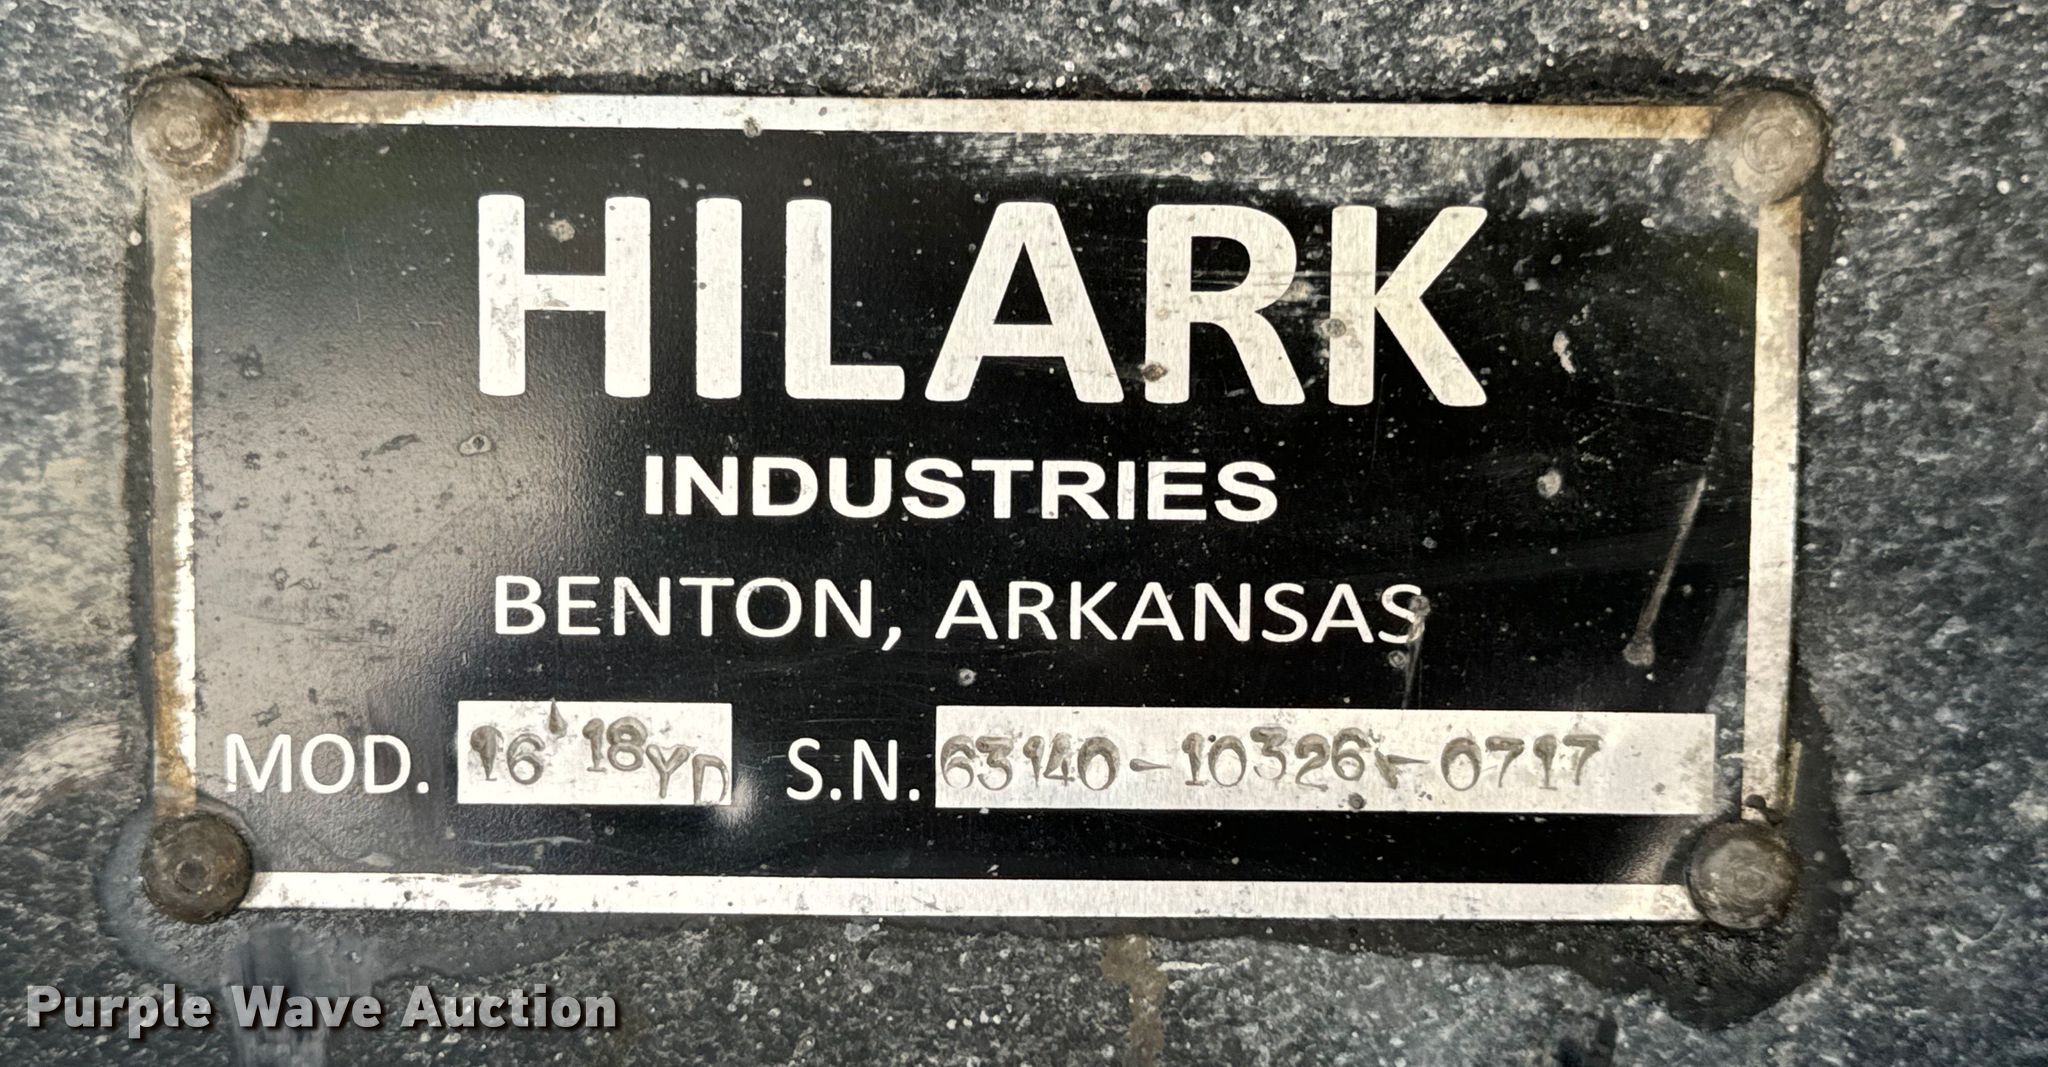 HILARK
INDUSTRIES
BENTON, ARKANSAS
MOD. 16' 18YD S.N. 63140-10326-0717
Purple Wave Auction